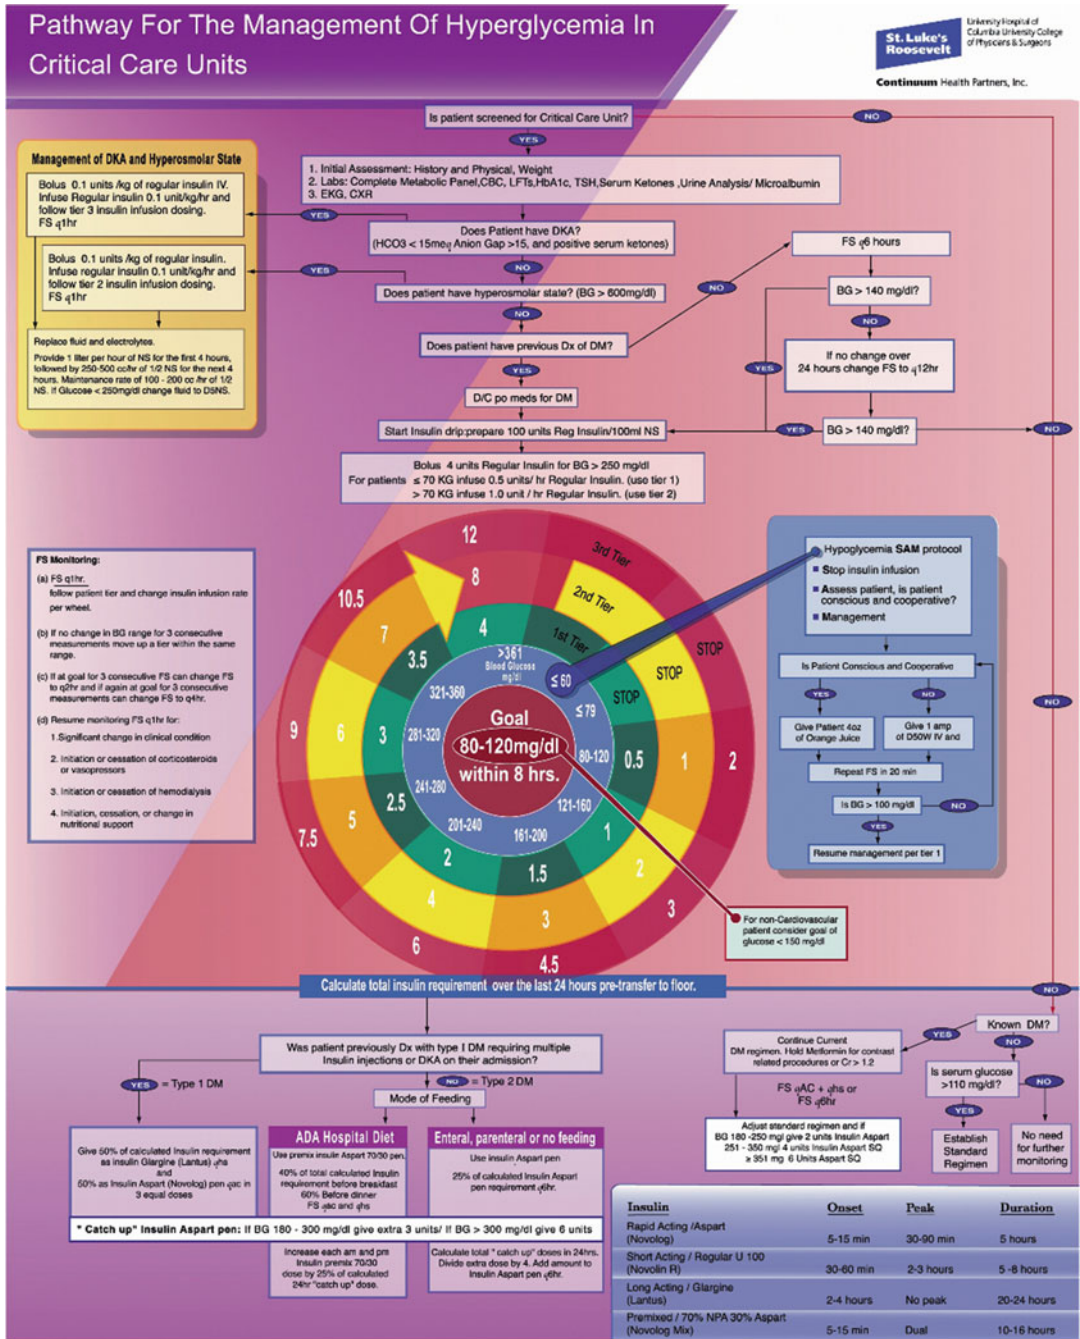 Pathway For The Management Of Hyperglycemia In
Critical Care Units
St. Luke's
Roosevelt
University Hospital of
Columbia University College
of Physicians & Surgeons
Continuum Health Partners, Inc.
Is patient screened for Critical Care Unit?
NO
YES
1. Initial Assessment: History and Physical, Weight
2. Labs: Complete Metabolic Panel,CBC, LFTs,HbA1c, TSH,Serum Ketones ,Urine Analysis/ Microalbumin
3. EKG, CXR
Management of DKA and Hyperosmolar State
Bolus 0.1 units /kg of regular insulin IV.
Infuse Regular insulin 0.1 unit/kg/hr and
follow tier 3 insulin infusion dosing.
FS q1hr
Bolus 0.1 units /kg of regular insulin.
Infuse regular insulin 0.1 unit/kg/hr and
follow tier 2 insulin infusion dosing.
FS q1hr
Replace fluid and electrolytes.
Provide 1 liter per hour of NS for the first 4 hours,
followed by 250-500 cc/hr of 1/2 NS for the next 4
hours. Maintenance rate of 100 - 200 cc /hr of 1/2
NS. If Glucose < 250mg/dl change fluid to D5NS.
YES
Does Patient have DKA?
(HCO3 < 15meq Anion Gap >15, and positive serum ketones)
NO
YES
Does patient have hyperosmolar state? (BG > 600mg/dl)
NO
Does patient have previous Dx of DM?
NO
YES
D/C po meds for DM
Start Insulin drip:prepare 100 units Reg Insulin/100ml NS
Bolus 4 units Regular Insulin for BG > 250 mg/dl
For patients ≤ 70 KG infuse 0.5 units/ hr Regular Insulin. (use tier 1)
> 70 KG infuse 1.0 unit / hr Regular Insulin. (use tier 2)
FS q6 hours
BG > 140 mg/dl?
NO
YES
If no change over
24 hours change FS to q12hr
YES
BG > 140 mg/dl?
NO
FS Monitoring:
(a) FS q1hr.
follow patient tier and change insulin infusion rate
per wheel.
(b) If no change in BG range for 3 consecutive
measurements move up a tier within the same
range.
(c) If at goal for 3 consecutive FS can change FS
to q2hr and if again at goal for 3 consecutive
measurements can change FS to q4hr.
(d) Resume monitoring FS q1hr for:
1.Significant change in clinical condition
2. Initiation or cessation of corticosteroids
or vasopressors
3. Initiation or cessation of hemodialysis
4. Initiation, cessation, or change in
nutritional support
3rd Tier
2nd Tier
1st Tier
STOP
STOP
STOP
12
8
4
10.5
7
3.5
9
6
3
7.5
5
2.5
6
4
2
4.5
3
1.5
3
2
1
2
1
0.5
>361
Blood Glucose
mg/dl
≤ 60
≤ 79
80-120
121-160
161-200
201-240
241-280
281-320
321-360
Goal
80-120mg/dl
within 8 hrs.
For non-Cardiovascular
patient consider goal of
glucose < 150 mg/dl
Hypoglycemia SAM protocol
Stop insulin infusion
Assess patient, is patient
conscious and cooperative?
Management
Is Patient Conscious and Cooperative
YES
NO
Give Patient 4oz
of Orange Juice
Give 1 amp
of D50W IV and
Repeat FS in 20 min
Is BG > 100 mg/dl
NO
YES
Resume management per tier 1
NO
Calculate total insulin requirement over the last 24 hours pre-transfer to floor.
Was patient previously Dx with type I DM requiring multiple
Insulin injections or DKA on their admission?
YES = Type 1 DM
NO = Type 2 DM
Mode of Feeding
Give 50% of calculated Insulin requirement
as insulin Glargine (Lantus) qhs
and
50% as Insulin Aspart (Novolog) pen qac in
3 equal doses
ADA Hospital Diet
Use premix insulin Aspart 70/30 pen.
40% of total calculated Insulin
requirement before breakfast
60% Before dinner
FS qac and qhs
Enteral, parenteral or no feeding
Use insulin Aspart pen
25% of calculated Insulin Aspart
pen requirement q6hr.
" Catch up" Insulin Aspart pen: If BG 180 - 300 mg/dl give extra 3 units/ If BG > 300 mg/dl give 6 units
Increase each am and pm
Insulin premix 70/30
dose by 25% of calculated
24hr "catch up" dose.
Calculate total " catch up" doses in 24hrs.
Divide extra dose by 4. Add amount to
Insulin Aspart pen q6hr.
NO
Known DM?
YES
NO
Continue Current
DM regimen. Hold Metformin for contrast
related procedures or Cr > 1.2
FS qAC + qhs or
FS q6hr
Adjust standard regimen and if
BG 180 -250 mgl give 2 units Insulin Aspart
251 - 350 mgl 4 units Insulin Aspart SQ
≥ 351 mg 6 Units Aspart SQ
Is serum glucose
>110 mg/dl?
YES
NO
Establish
Standard
Regimen
No need
for further
monitoring
Insulin Onset Peak Duration
Rapid Acting /Aspart
(Novolog) 5-15 min 30-90 min 5 hours
Short Acting / Regular U 100
(Novolin R) 30-60 min 2-3 hours 5 -8 hours
Long Acting / Glargine
(Lantus) 2-4 hours No peak 20-24 hours
Premixed / 70% NPA 30% Aspart
(Novolog Mix) 5-15 min Dual 10-16 hours